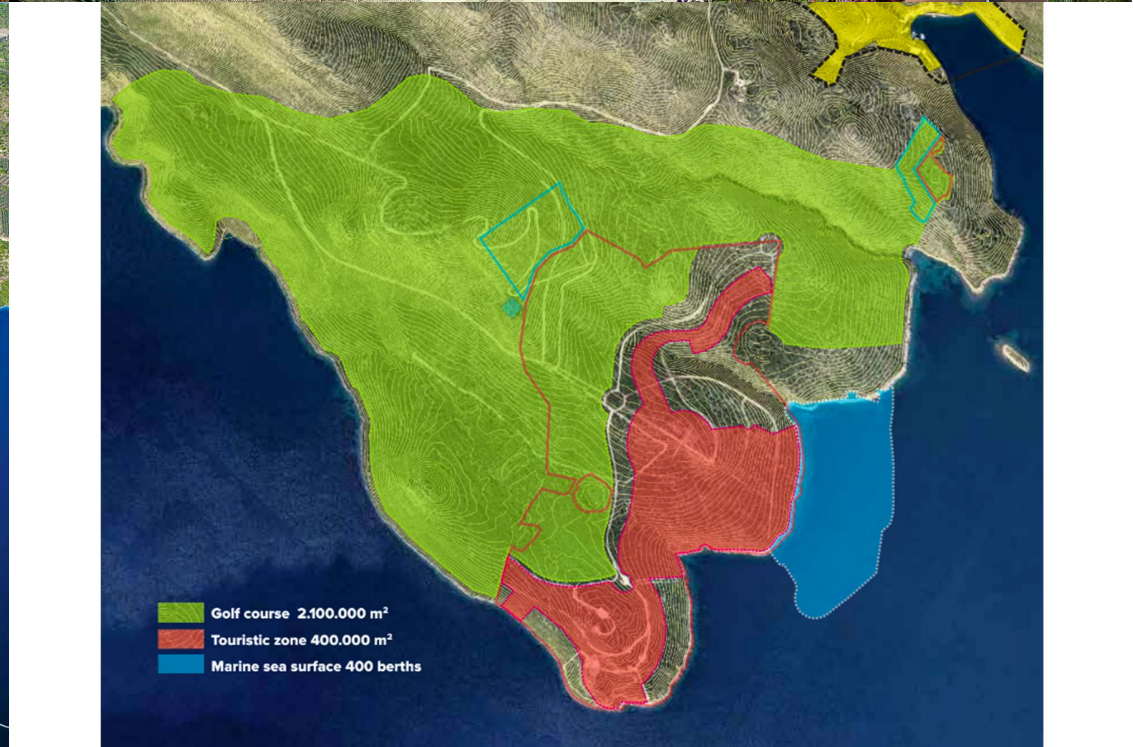 Golf course 2.100.000 m²
Touristic zone 400.000 m²
Marine sea surface 400 berths